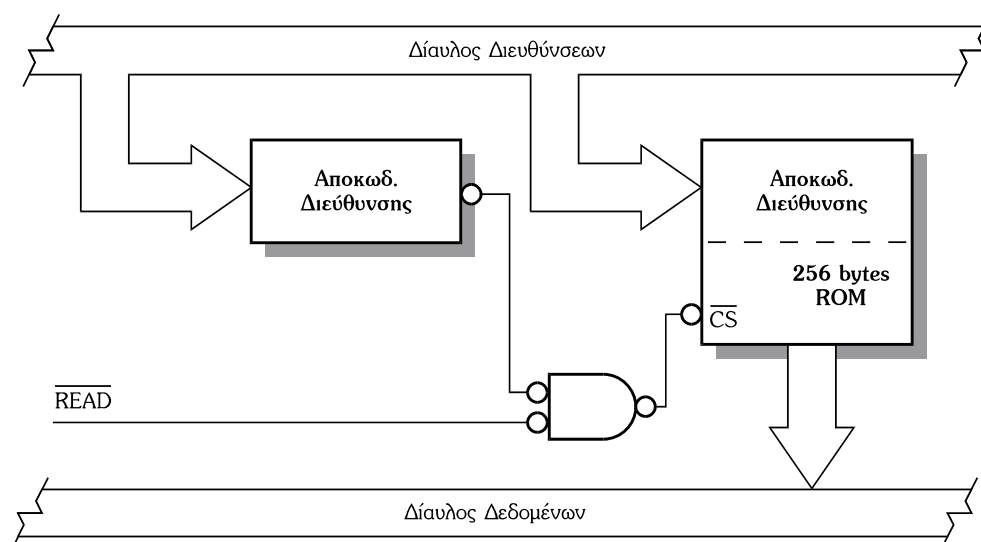 Δίαυλος Διευθύνσεων
Αποκωδ.
Διεύθυνσης
Αποκωδ.
Διεύθυνσης
256 bytes
ROM
CS
READ
Δίαυλος Δεδομένων